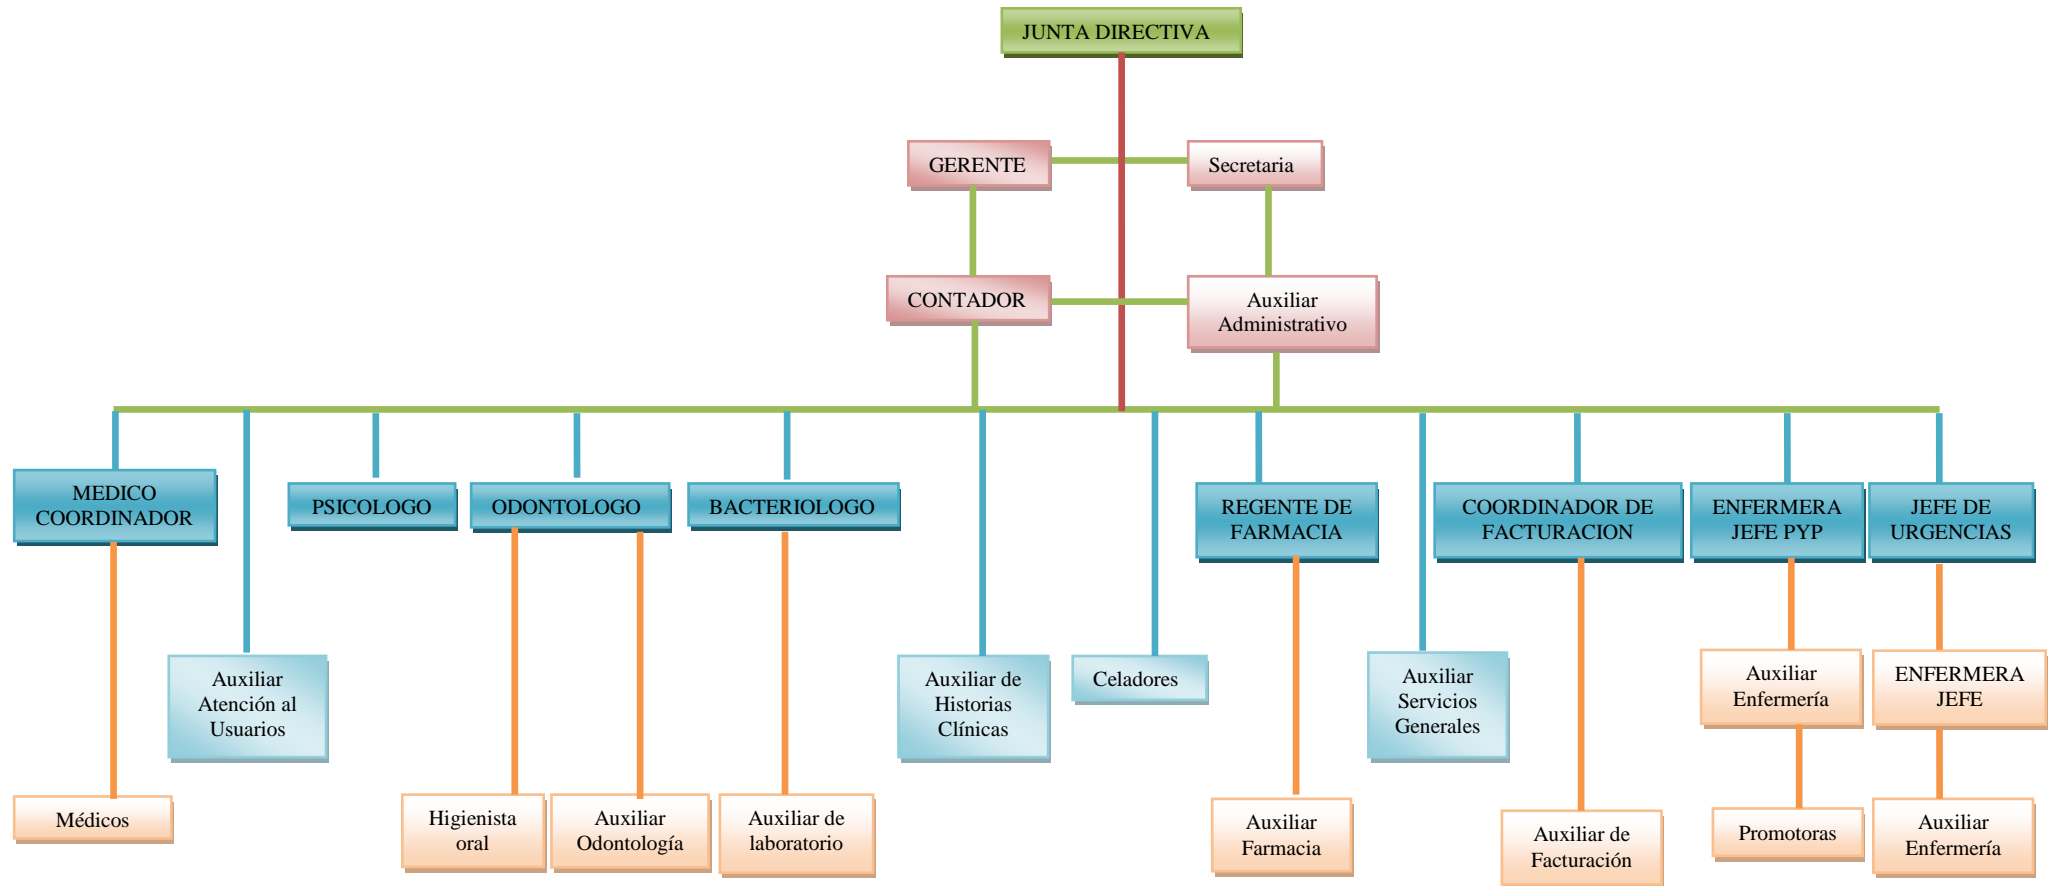 JUNTA DIRECTIVA
GERENTE
Secretaria
CONTADOR
Auxiliar
Administrativo
MEDICO
COORDINADOR
PSICOLOGO
ODONTOLOGO
BACTERIOLOGO
REGENTE DE
FARMACIA
COORDINADOR DE
FACTURACION
ENFERMERA
JEFE PYP
JEFE DE
URGENCIAS
Auxiliar
Atención al
Usuarios
Auxiliar de
Historias
Clínicas
Celadores
Auxiliar
Servicios
Generales
Auxiliar
Enfermería
ENFERMERA
JEFE
Médicos
Higienista
oral
Auxiliar
Odontología
Auxiliar de
laboratorio
Auxiliar
Farmacia
Auxiliar de
Facturación
Promotoras
Auxiliar
Enfermería